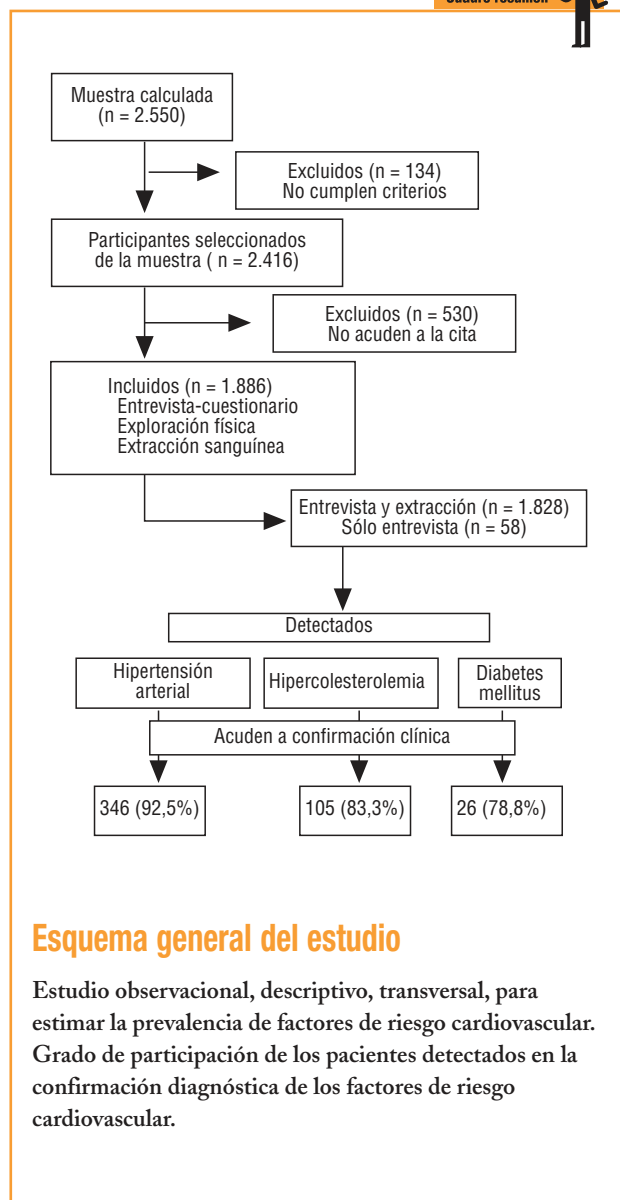 Muestra calculada
(n = 2.550)
Excluidos (n = 134)
No cumplen criterios
Participantes seleccionados
de la muestra ( n = 2.416)
Excluidos (n = 530)
No acuden a la cita
Incluidos (n = 1.886)
Entrevista-cuestionario
Exploración física
Extracción sanguínea
Entrevista y extracción (n = 1.828)
Sólo entrevista (n = 58)
Detectados
Hipertensión
arterial
Hipercolesterolemia
Diabetes
mellitus
Acuden a confirmación clínica
346 (92,5%)
105 (83,3%)
26 (78,8%)
Esquema general del estudio
Estudio observacional, descriptivo, transversal, para
estimar la prevalencia de factores de riesgo cardiovascular.
Grado de participación de los pacientes detectados en la
confirmación diagnóstica de los factores de riesgo
cardiovascular.